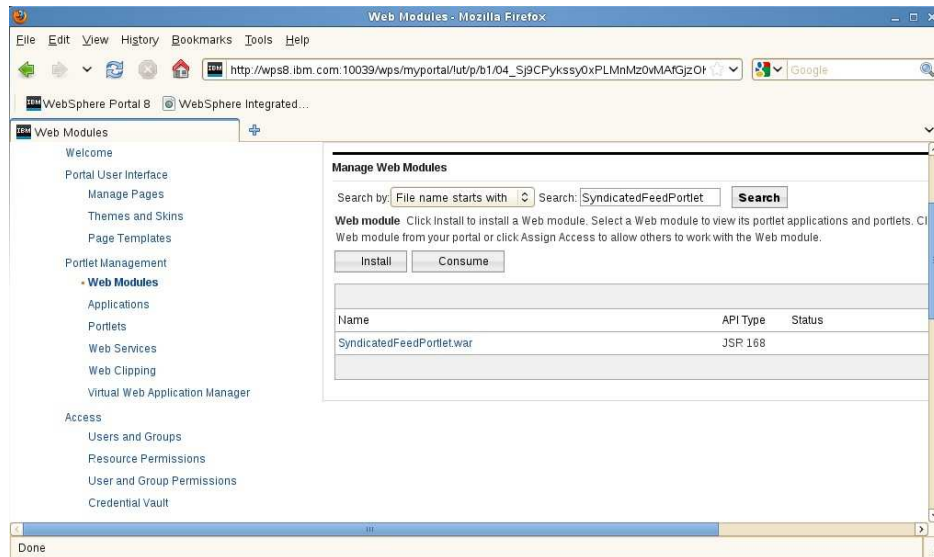 Web Modules - Mozilla Firefox
File Edit View History Bookmarks Tools Help
http://wps8.ibm.com:10039/wps/myportal/!ut/p/b1/04_Sj9CPykssy0xPLMnMz0vMAfGjzOI
Google
WebSphere Portal 8 WebSphere Integrated...
Web Modules
Welcome
Portal User Interface
Manage Pages
Themes and Skins
Page Templates
Portlet Management
Web Modules
Applications
Portlets
Web Services
Web Clipping
Virtual Web Application Manager
Access
Users and Groups
Resource Permissions
User and Group Permissions
Credential Vault
Manage Web Modules
Search by: File name starts with Search: SyndicatedFeedPortlet Search
Web module Click Install to install a Web module. Select a Web module to view its portlet applications and portlets. Cl
Web module from your portal or click Assign Access to allow others to work with the Web module.
Install Consume
Name API Type Status
SyndicatedFeedPortlet.war JSR 168
Done